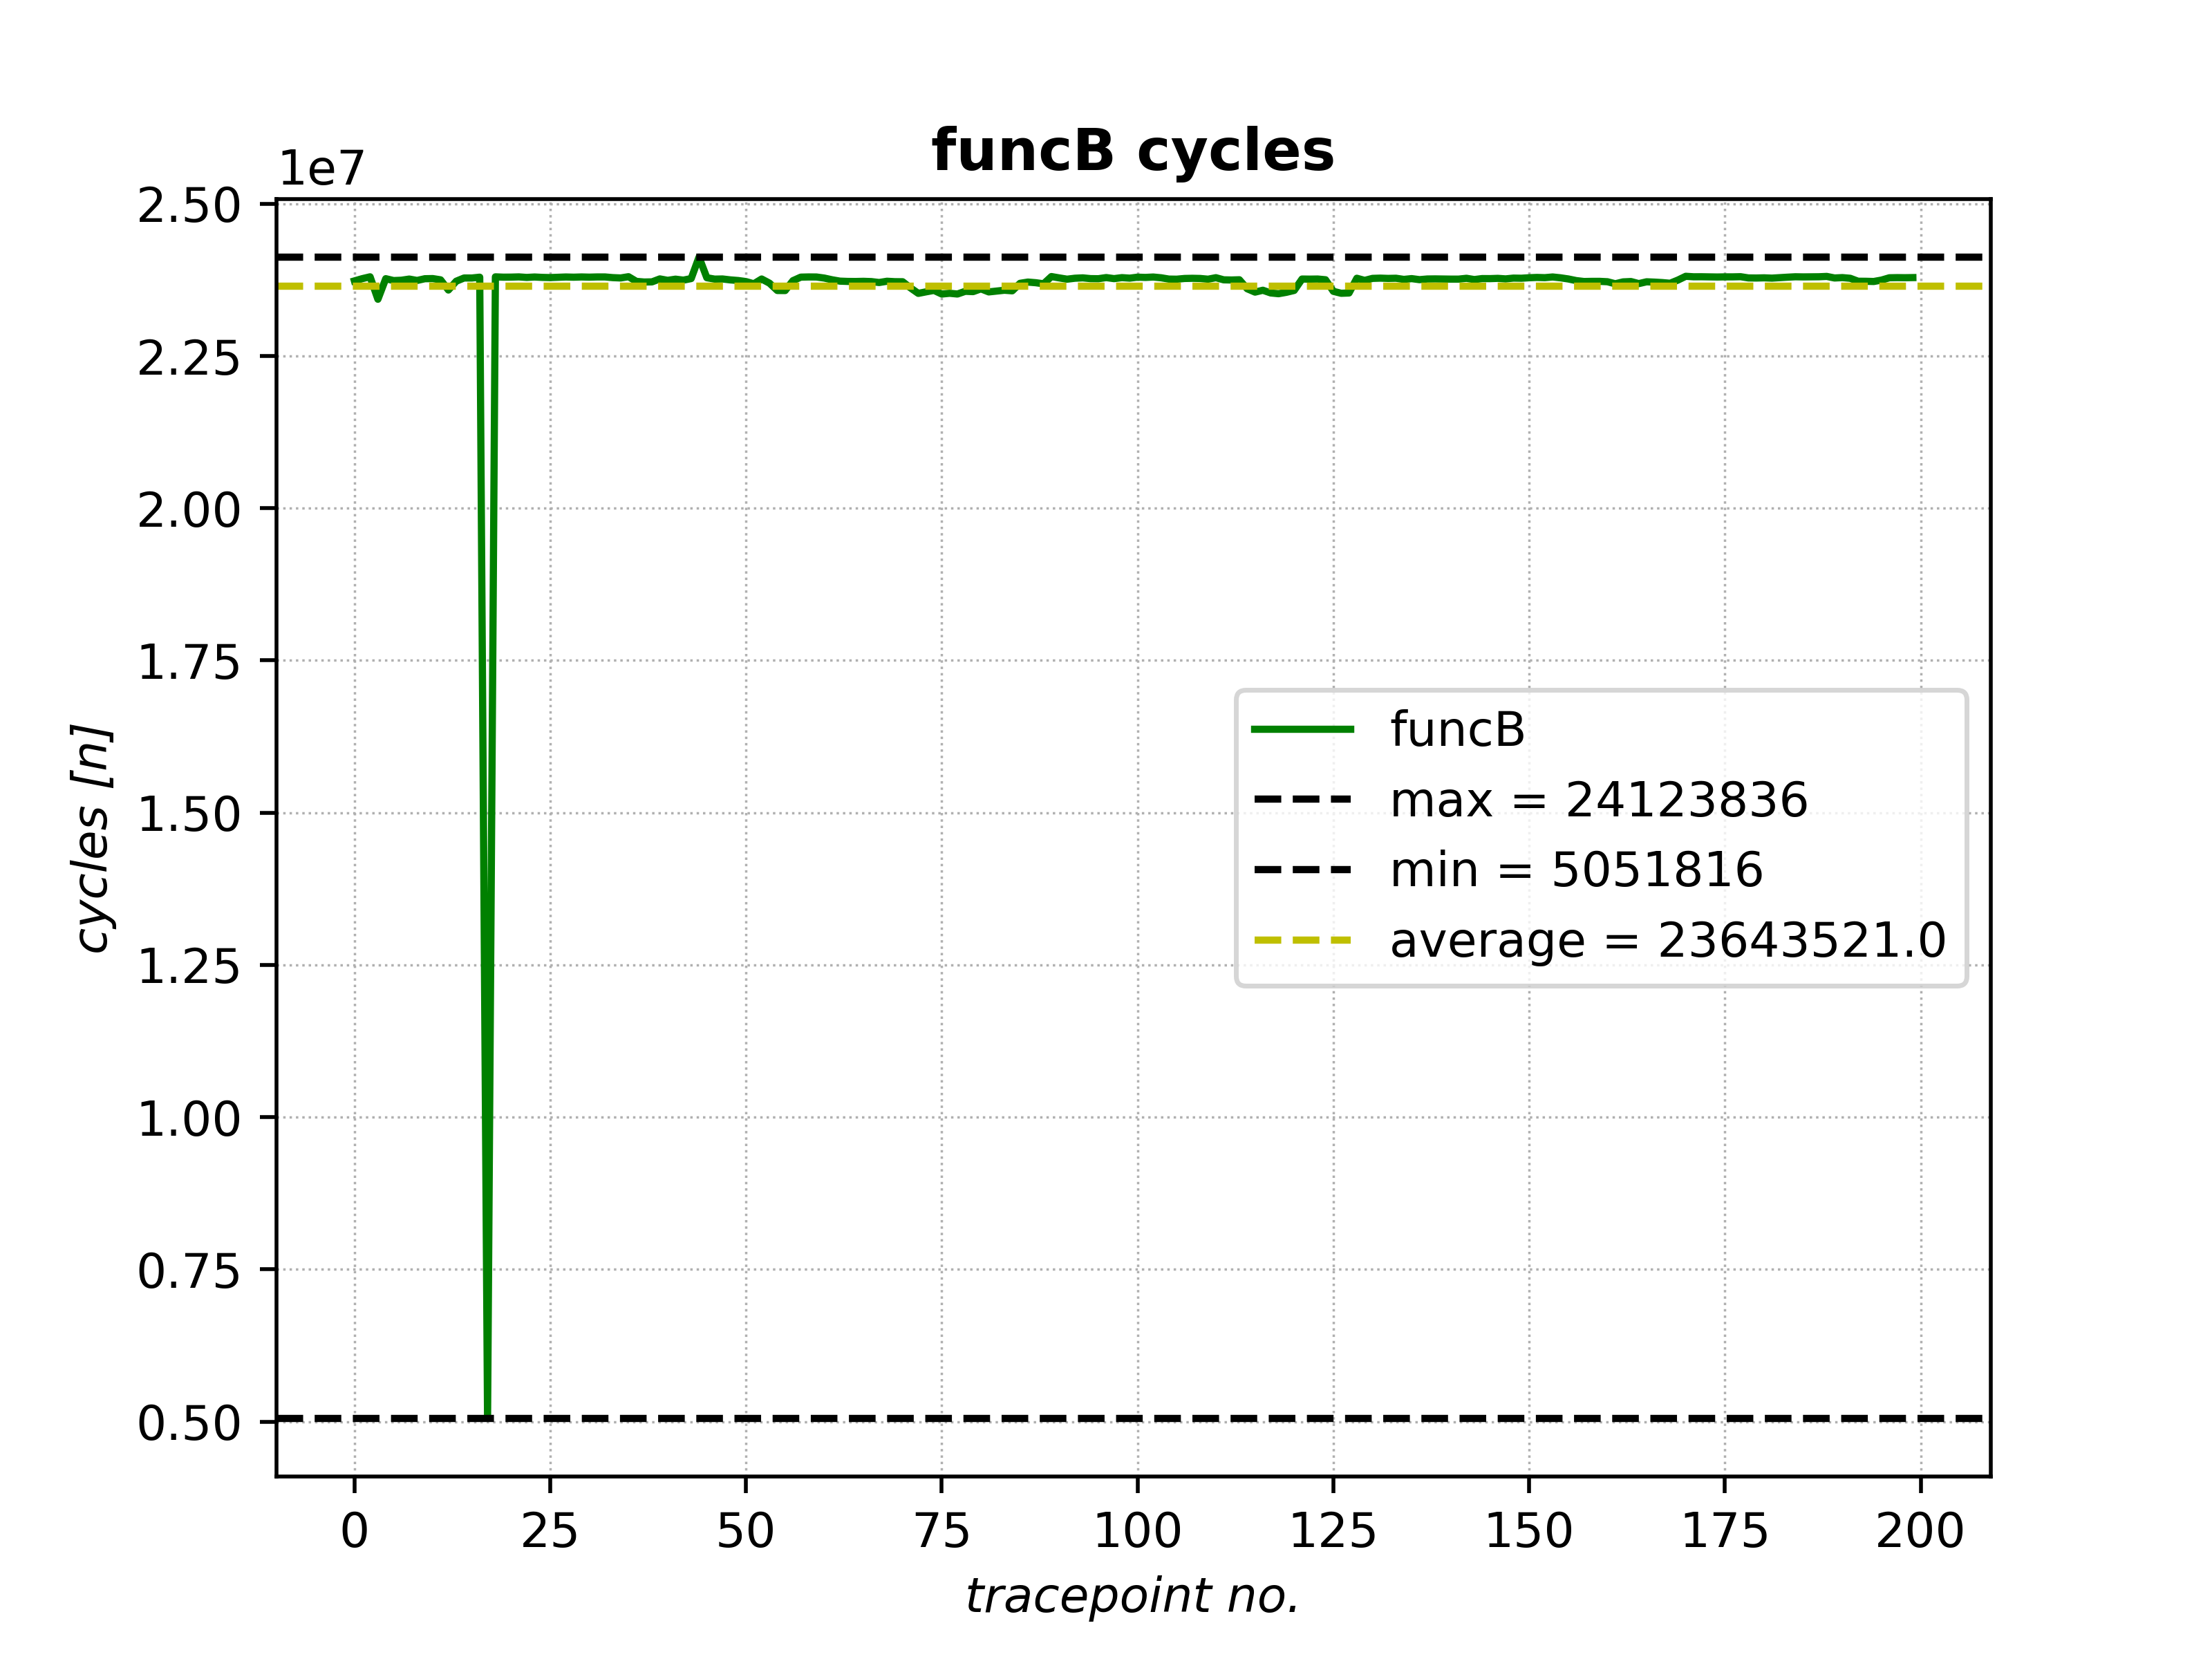 funcB cycles
1e7
2.50
2.25
2.00
1.75
1.50
1.25
1.00
0.75
0.50
cycles [n]
funcB
max = 24123836
min = 5051816
average = 23643521.0
0 25 50 75 100 125 150 175 200
tracepoint no.